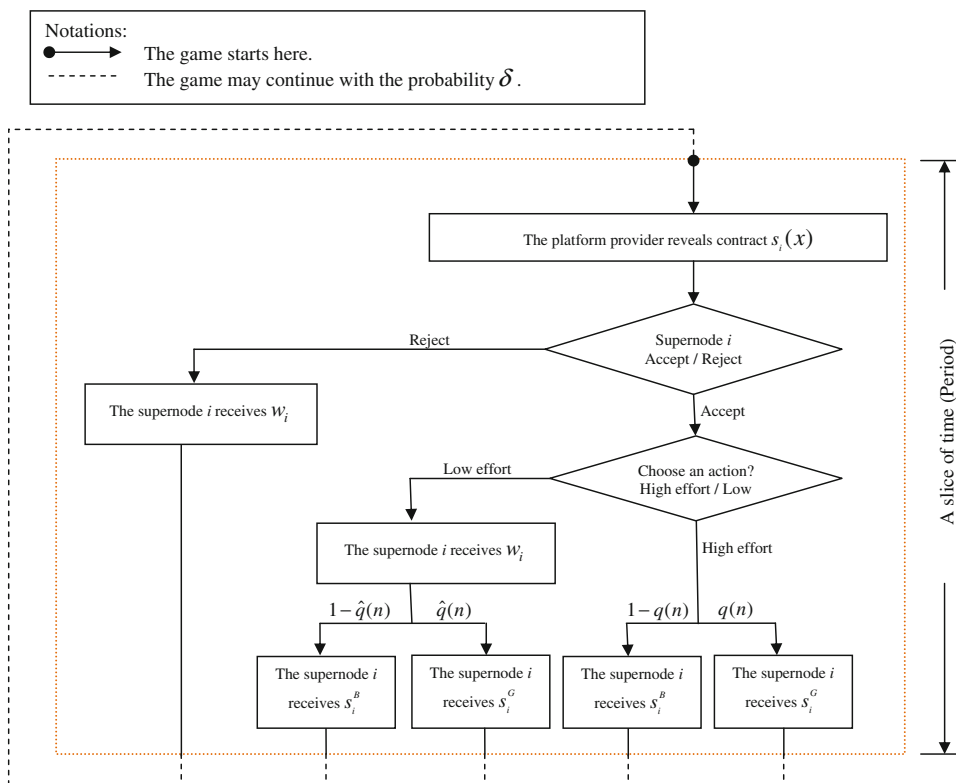 Notations:
The game starts here.
The game may continue with the probability δ.
The platform provider reveals contract s_i(x)
Supernode i
Accept / Reject
Reject
The supernode i receives w_i
Accept
Choose an action?
High effort / Low
Low effort
The supernode i receives w_i
High effort
1−q̂(n)
q̂(n)
1−q(n)
q(n)
The supernode i
receives s_i^B
The supernode i
receives s_i^G
The supernode i
receives s_i^B
The supernode i
receives s_i^G
A slice of time (Period)